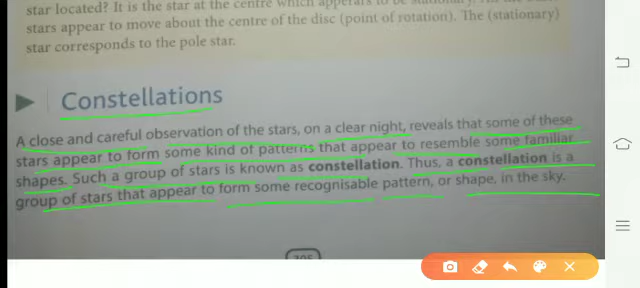 star located? It is the star at the centre which appears to be stationary.
stars appear to move about the centre of the disc (point of rotation). The (stationary)
star corresponds to the pole star.
Constellations
A close and careful observation of the stars, on a clear night, reveals that some of these
stars appear to form some kind of patterns that appear to resemble some familiar
shapes. Such a group of stars is known as constellation. Thus, a constellation is a
group of stars that appear to form some recognisable pattern, or shape, in the sky.